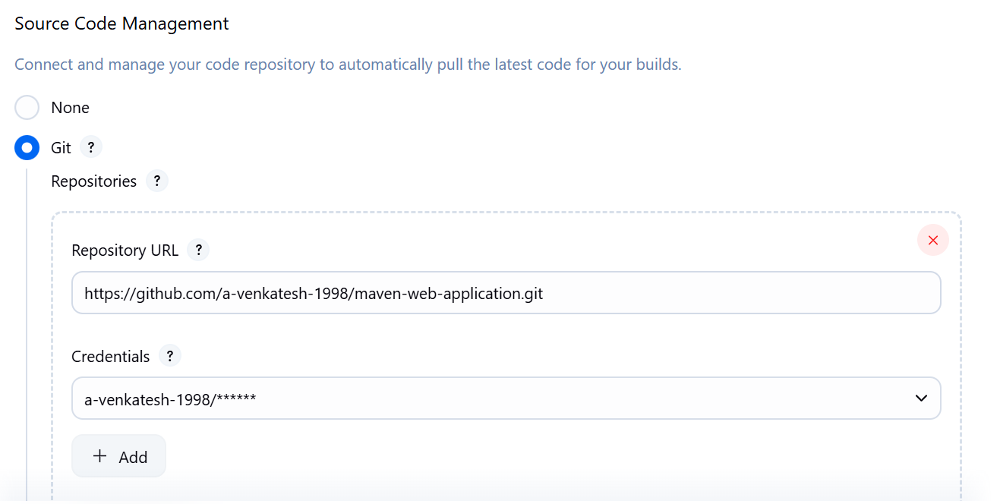 Source Code Management
Connect and manage your code repository to automatically pull the latest code for your builds.
None
Git ?
Repositories ?
Repository URL ?
https://github.com/a-venkatesh-1998/maven-web-application.git
Credentials ?
a-venkatesh-1998/******
+ Add